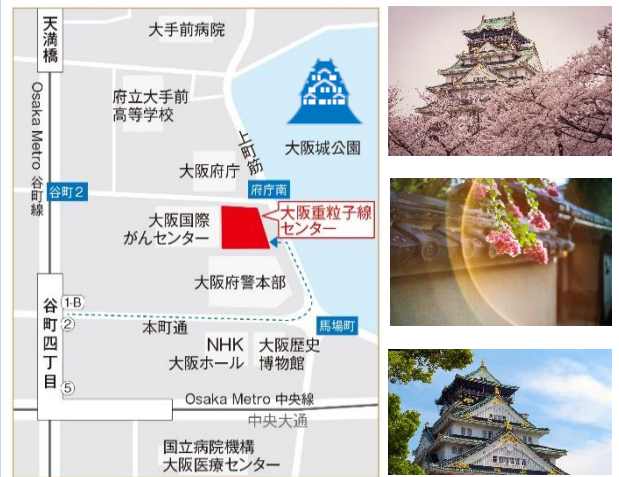 天満橋
大手前病院
Osaka Metro 谷町線
府立大手前
高等学校
上町筋
大阪城公園
大阪府庁
谷町2
府庁南
大阪国際
がんセンター
大阪重粒子線
センター
大阪府警本部
谷町四丁目
1-B
2
本町通
馬場町
NHK
大阪ホール
大阪歴史
博物館
5
Osaka Metro 中央線
中央大通
国立病院機構
大阪医療センター